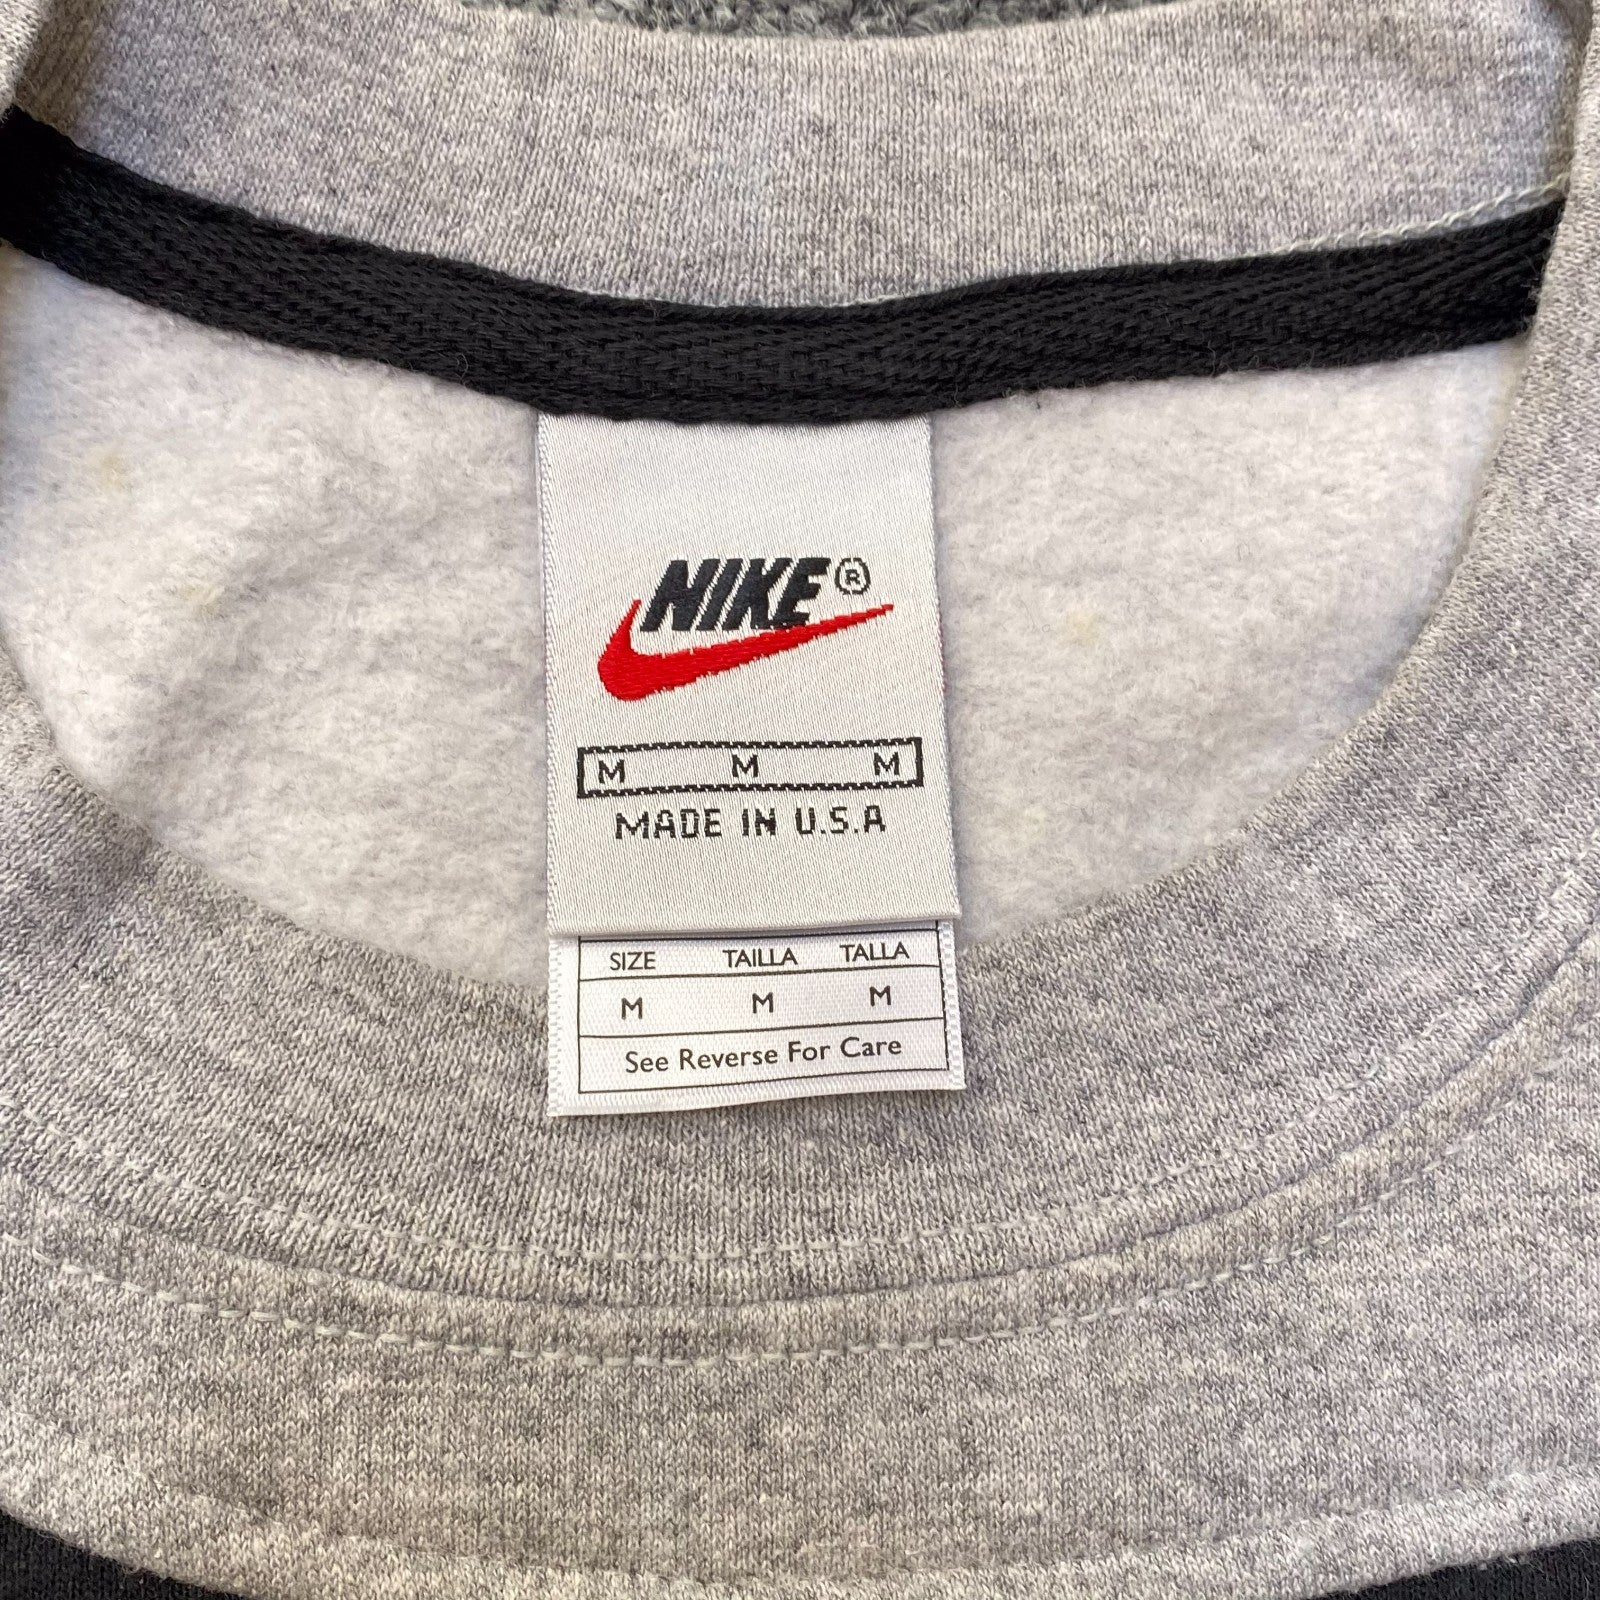 NIKE®
M M M
MADE IN U.S.A
SIZE TAILLA TALLA
M M M
See Reverse For Care